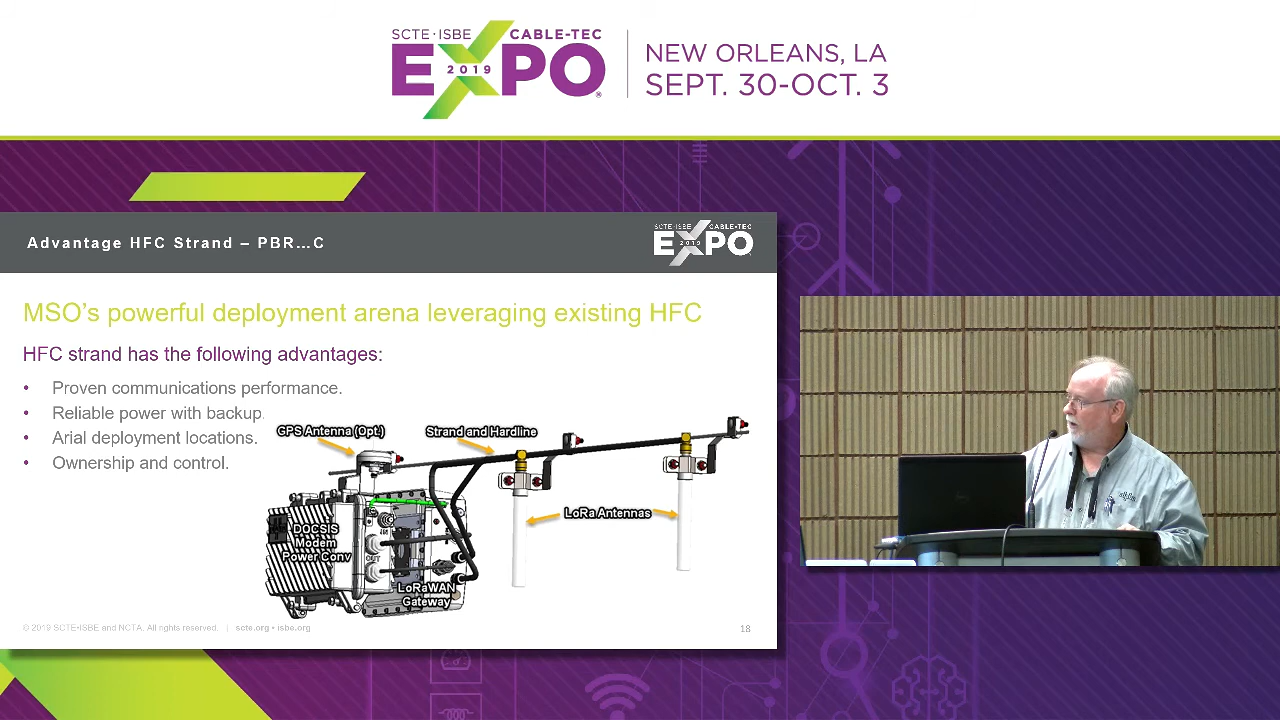 SCTE•ISBE CABLE-TEC
EXPO
2019
NEW ORLEANS, LA
SEPT. 30-OCT. 3
Advantage HFC Strand – PBR…C
SCTE•ISBE CABLE-TEC
EXPO
2019
MSO’s powerful deployment arena leveraging existing HFC
HFC strand has the following advantages:
• Proven communications performance.
• Reliable power with backup.
• Arial deployment locations.
• Ownership and control.
GPS Antenna (Opt.)
Strand and Hardline
LoRa Antennas
DOCSIS
Modem
Power Conv
OUT
LoRaWAN
Gateway
© 2019 SCTE•ISBE and NCTA. All rights reserved. | scte.org • isbe.org
18